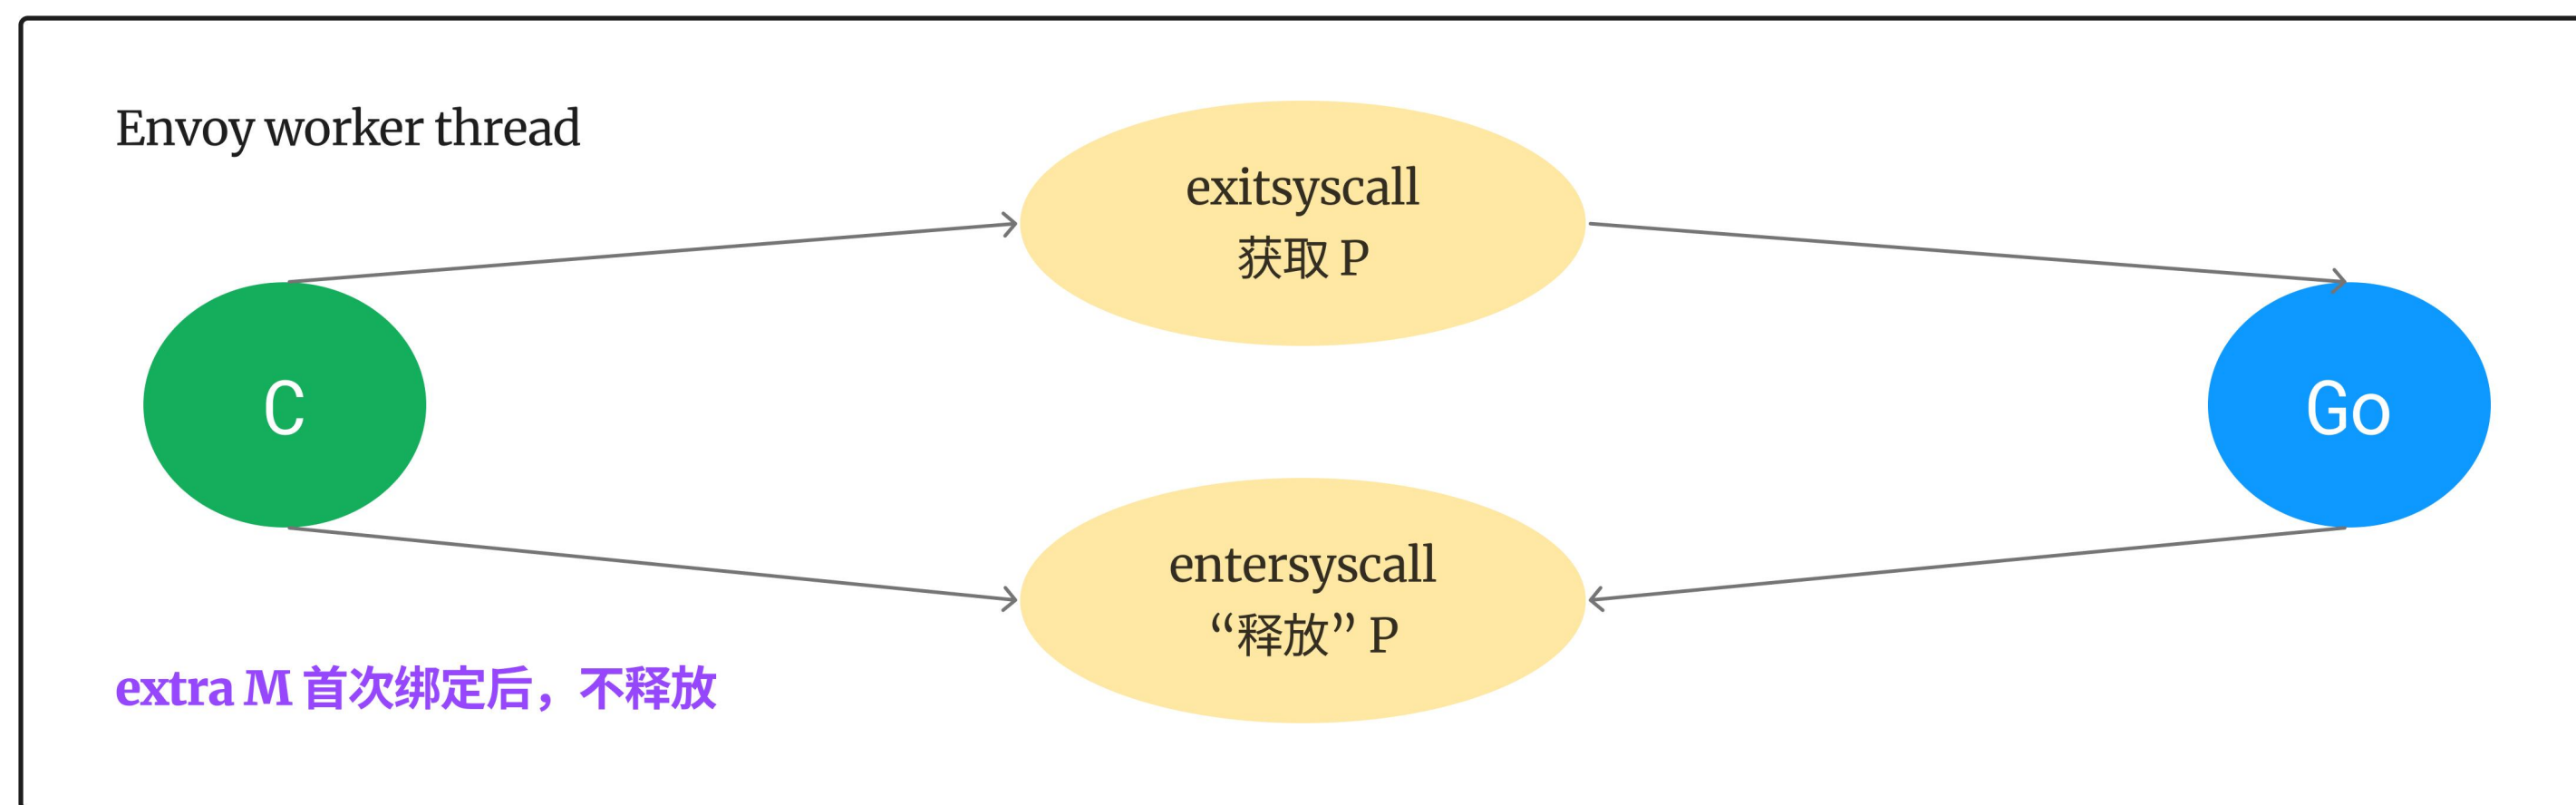 Envoy worker thread
exitsyscall
获取 P
C
Go
entersyscall
“释放” P
extra M 首次绑定后，不释放